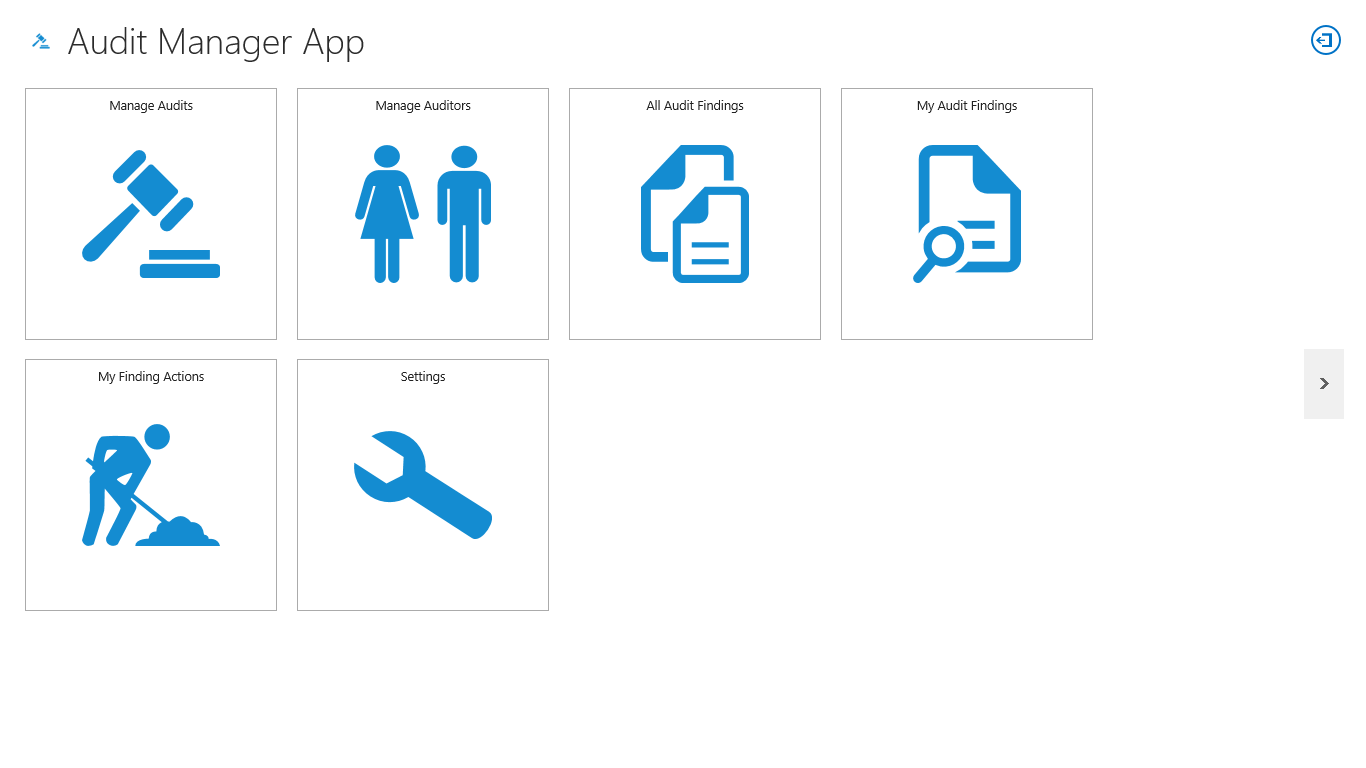 Audit Manager App
Manage Audits
Manage Auditors
All Audit Findings
My Audit Findings
My Finding Actions
Settings